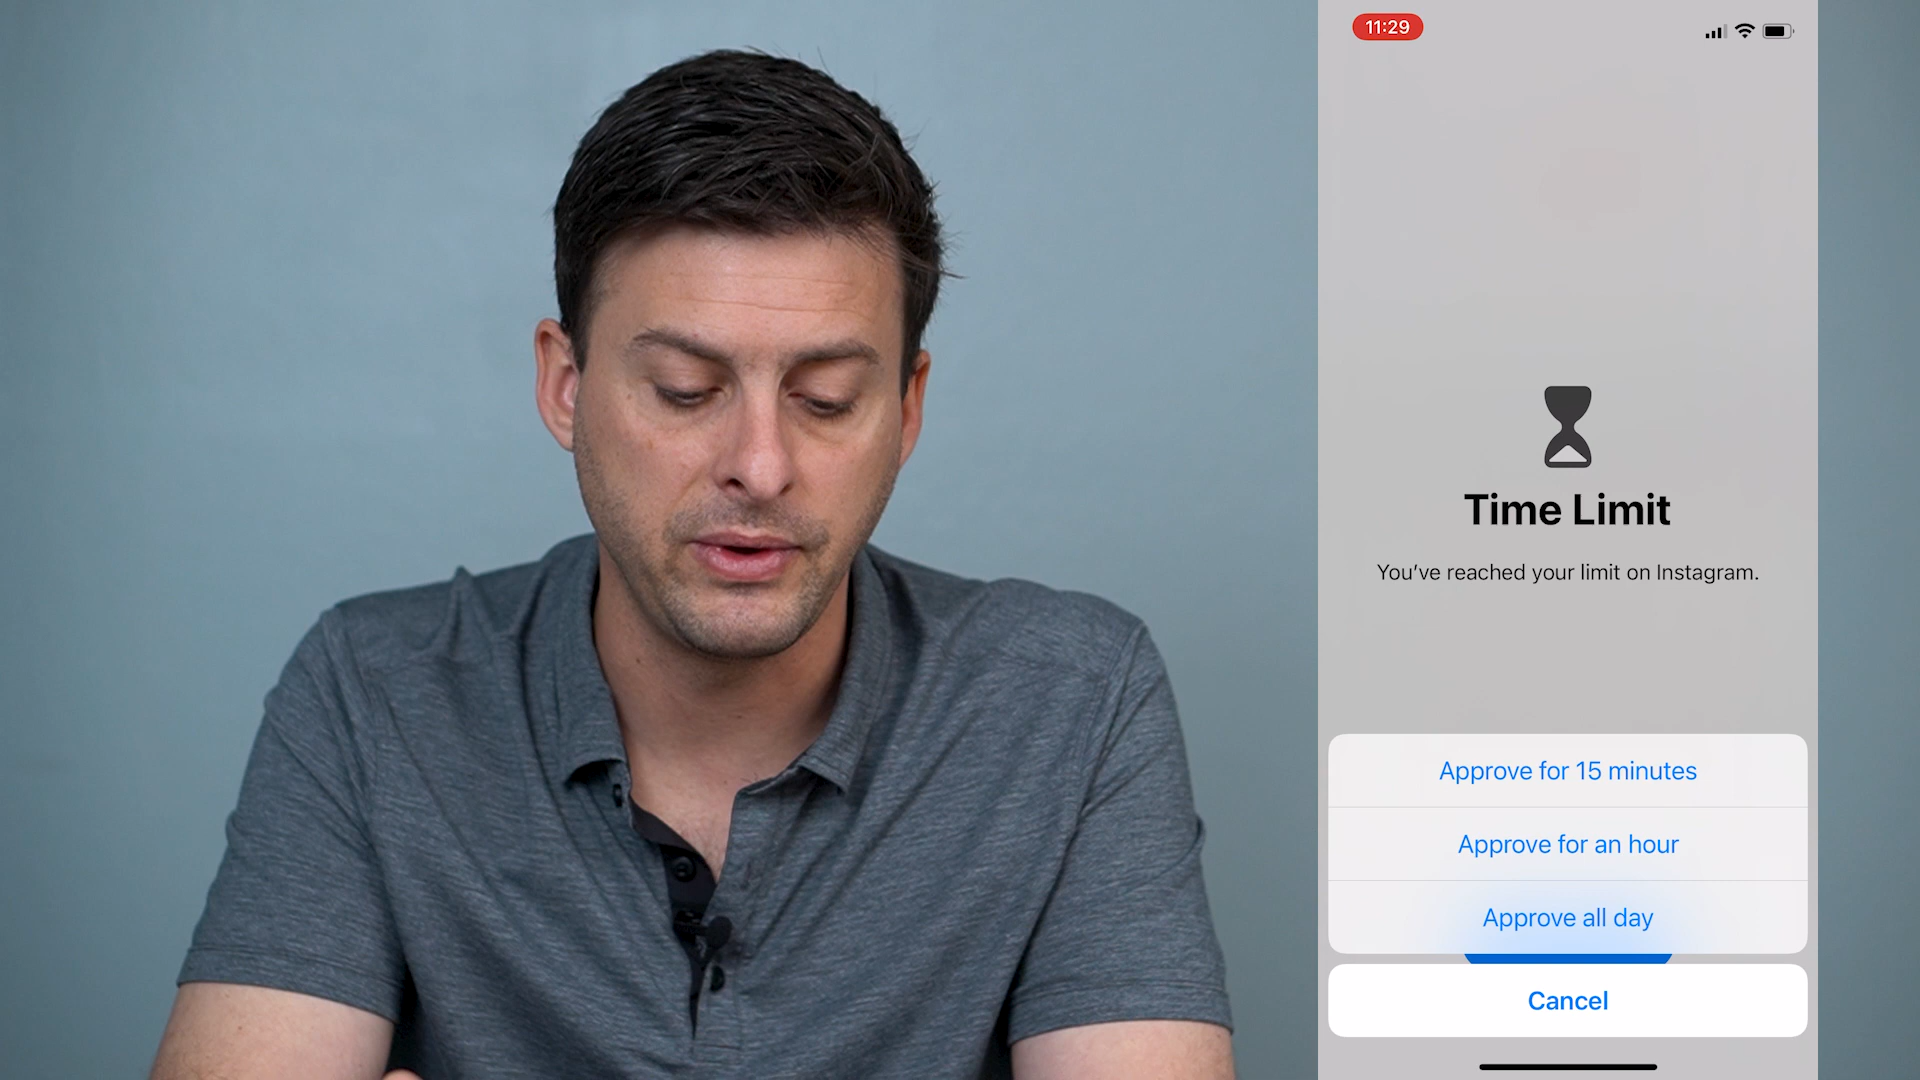 11:29
Time Limit
You've reached your limit on Instagram.
Approve for 15 minutes
Approve for an hour
Approve all day
Cancel